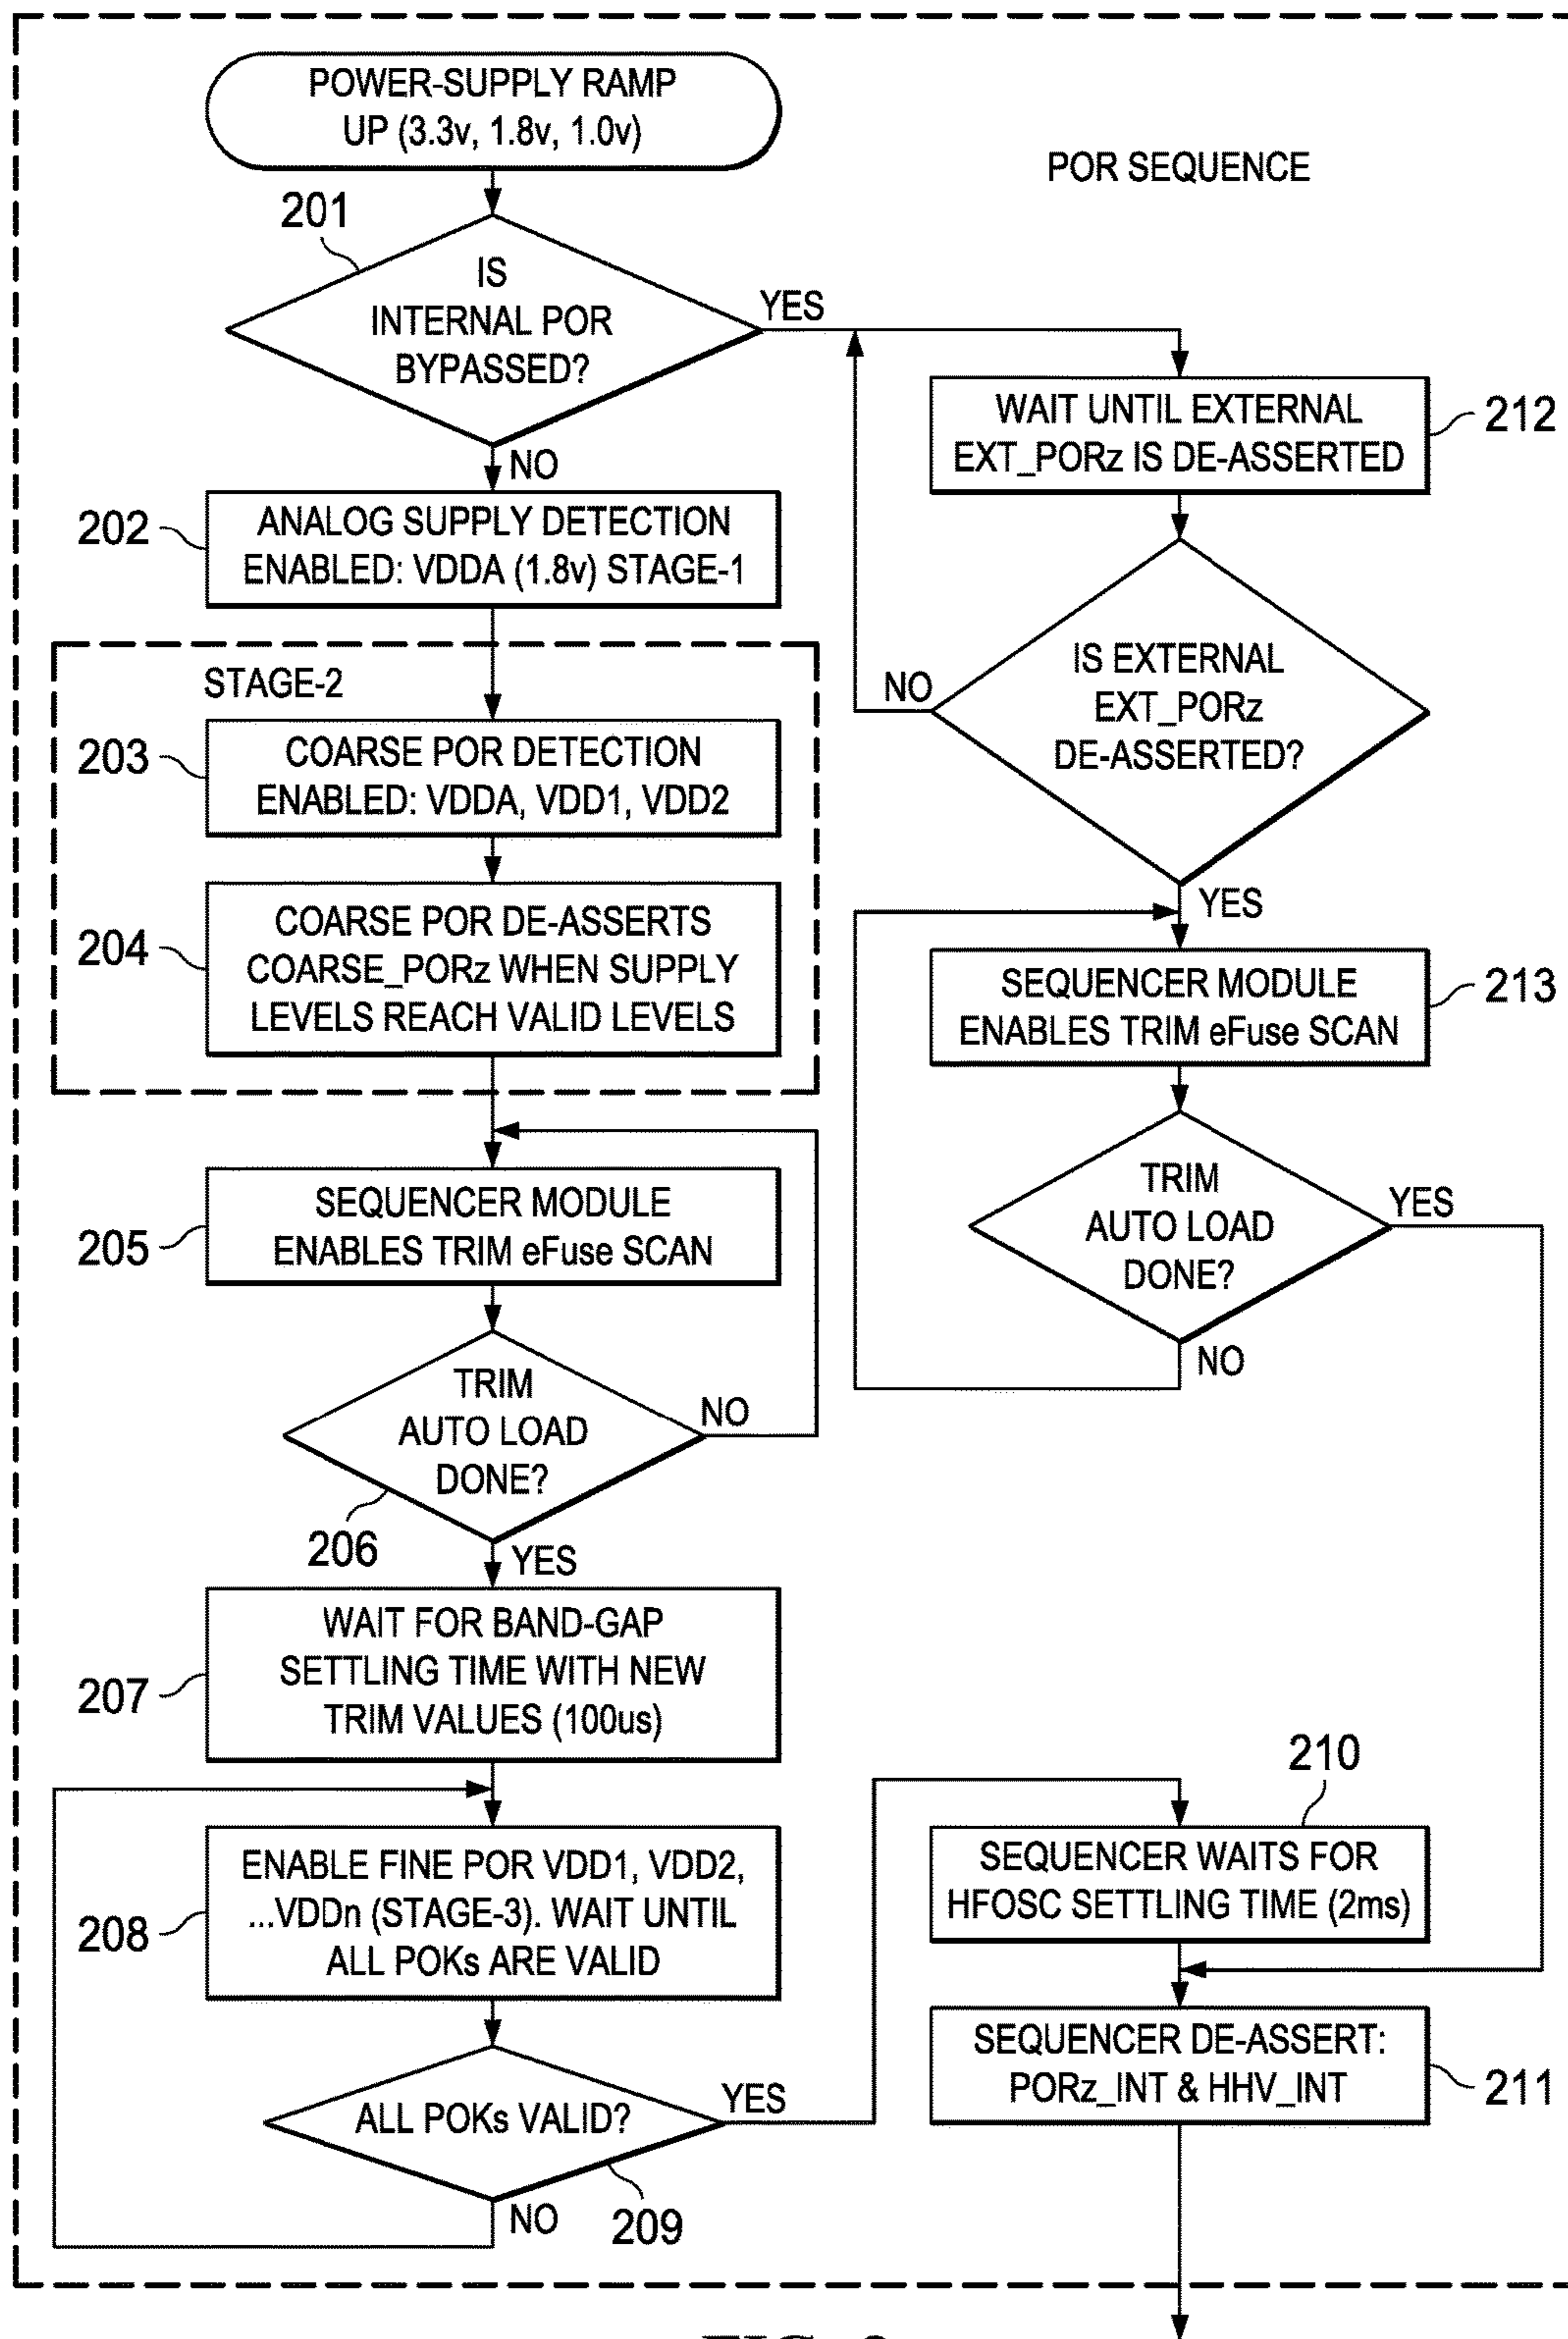 POWER-SUPPLY RAMP
UP (3.3v, 1.8v, 1.0v)
POR SEQUENCE
201
IS
INTERNAL POR
BYPASSED?
YES
NO
WAIT UNTIL EXTERNAL
EXT_PORz IS DE-ASSERTED
212
202
ANALOG SUPPLY DETECTION
ENABLED: VDDA (1.8v) STAGE-1
IS EXTERNAL
EXT_PORz
DE-ASSERTED?
NO
YES
STAGE-2
203
COARSE POR DETECTION
ENABLED: VDDA, VDD1, VDD2
204
COARSE POR DE-ASSERTS
COARSE_PORz WHEN SUPPLY
LEVELS REACH VALID LEVELS
SEQUENCER MODULE
ENABLES TRIM eFuse SCAN
213
TRIM
AUTO LOAD
DONE?
YES
NO
205
SEQUENCER MODULE
ENABLES TRIM eFuse SCAN
TRIM
AUTO LOAD
DONE?
NO
206
YES
207
WAIT FOR BAND-GAP
SETTLING TIME WITH NEW
TRIM VALUES (100us)
208
ENABLE FINE POR VDD1, VDD2,
...VDDn (STAGE-3). WAIT UNTIL
ALL POKs ARE VALID
ALL POKs VALID?
YES
NO
209
210
SEQUENCER WAITS FOR
HFOSC SETTLING TIME (2ms)
SEQUENCER DE-ASSERT:
PORz_INT & HHV_INT
211